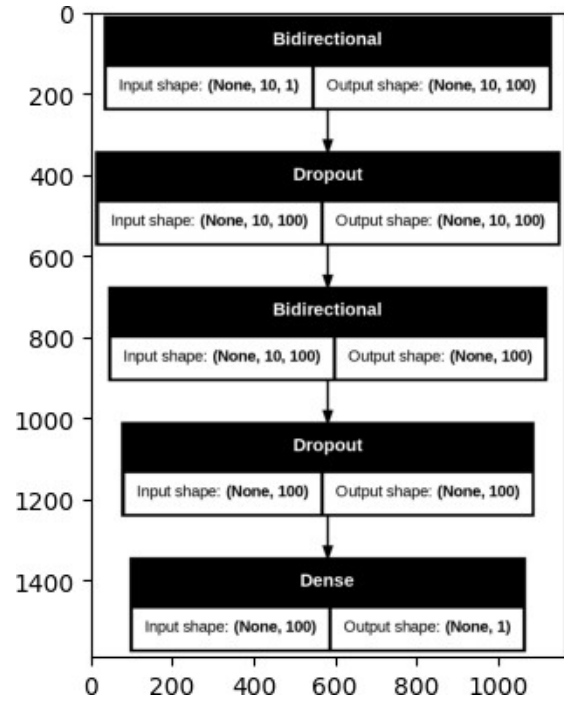 0
200
400
600
800
1000
1200
1400
Bidirectional
Input shape: (None, 10, 1) Output shape: (None, 10, 100)
Dropout
Input shape: (None, 10, 100) Output shape: (None, 10, 100)
Bidirectional
Input shape: (None, 10, 100) Output shape: (None, 100)
Dropout
Input shape: (None, 100) Output shape: (None, 100)
Dense
Input shape: (None, 100) Output shape: (None, 1)
0 200 400 600 800 1000